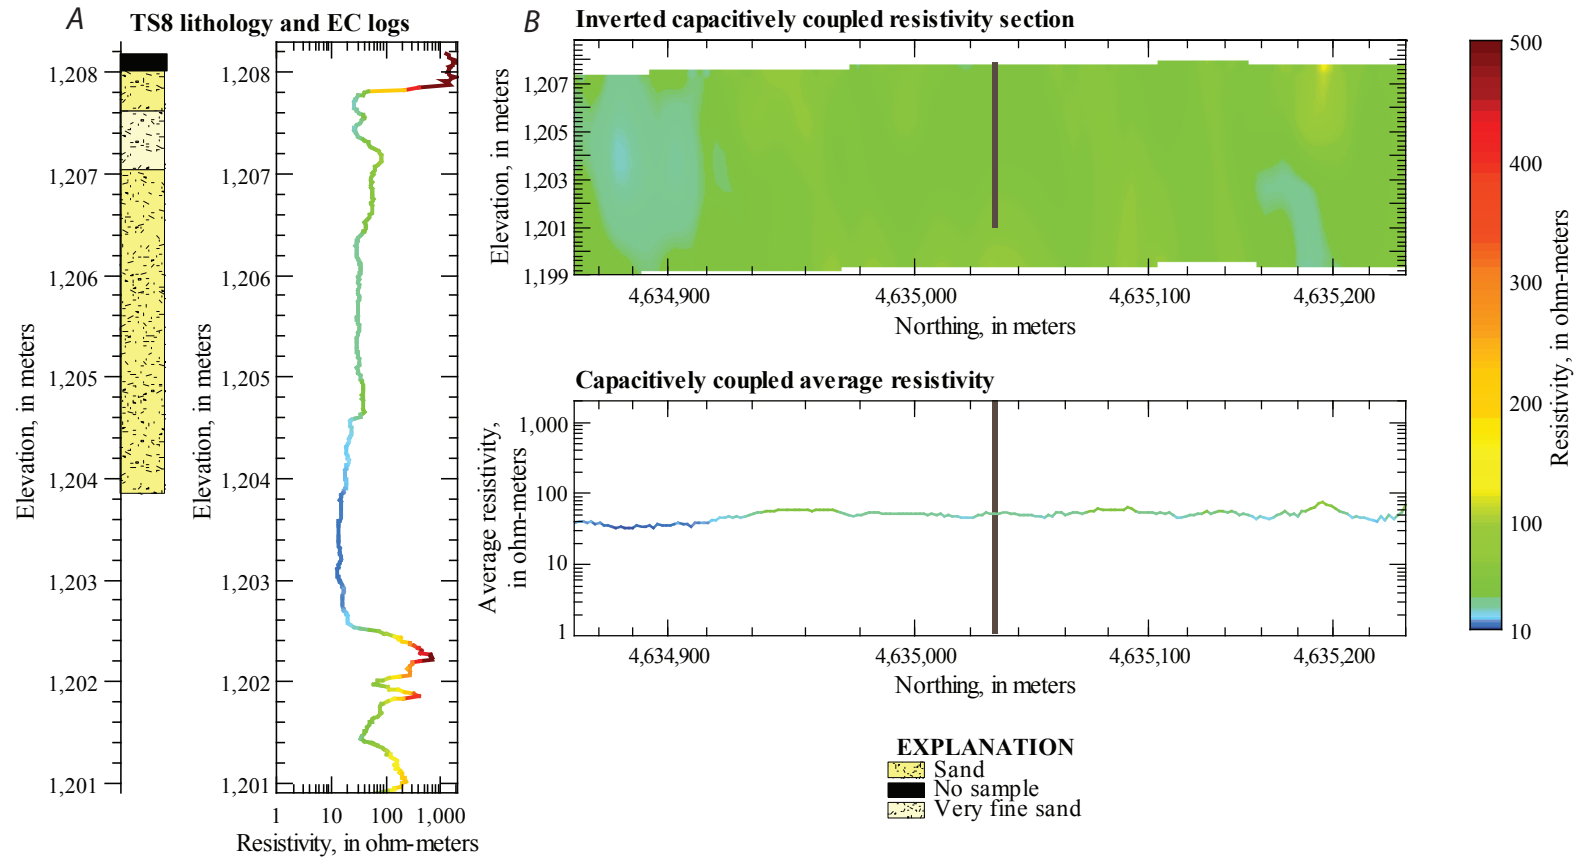 A
TS8 lithology and EC logs
1,208
1,207
1,206
1,205
1,204
1,203
1,202
1,201
Elevation, in meters
1,208
1,207
1,206
1,205
1,204
1,203
1,202
1,201
Elevation, in meters
1 10 100 1,000
Resistivity, in ohm-meters
B
Inverted capacitively coupled resistivity section
1,207
1,205
1,203
1,201
1,199
Elevation, in meters
4,634,900 4,635,000 4,635,100 4,635,200
Northing, in meters
Capacitively coupled average resistivity
1,000
100
10
1
Average resistivity,
in ohm-meters
4,634,900 4,635,000 4,635,100 4,635,200
Northing, in meters
EXPLANATION
Sand
No sample
Very fine sand
500
400
300
200
100
10
Resistivity, in ohm-meters